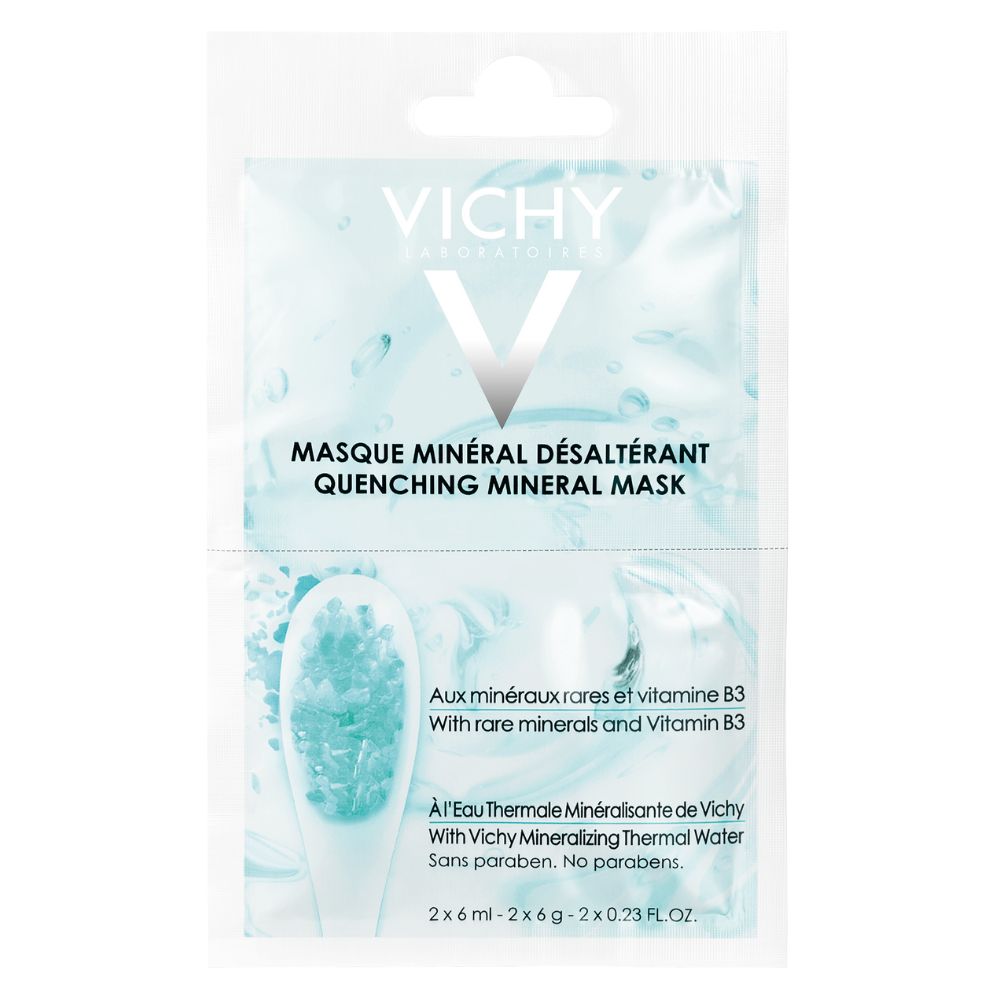 VICHY
LABORATOIRES
V
MASQUE MINÉRAL DÉSALTÉRANT
QUENCHING MINERAL MASK
Aux minéraux rares et vitamine B3
With rare minerals and Vitamin B3
À l'Eau Thermale Minéralisante de Vichy
With Vichy Mineralizing Thermal Water
Sans paraben. No parabens.
2 x 6 ml - 2 x 6 g - 2 x 0.23 FL.OZ.